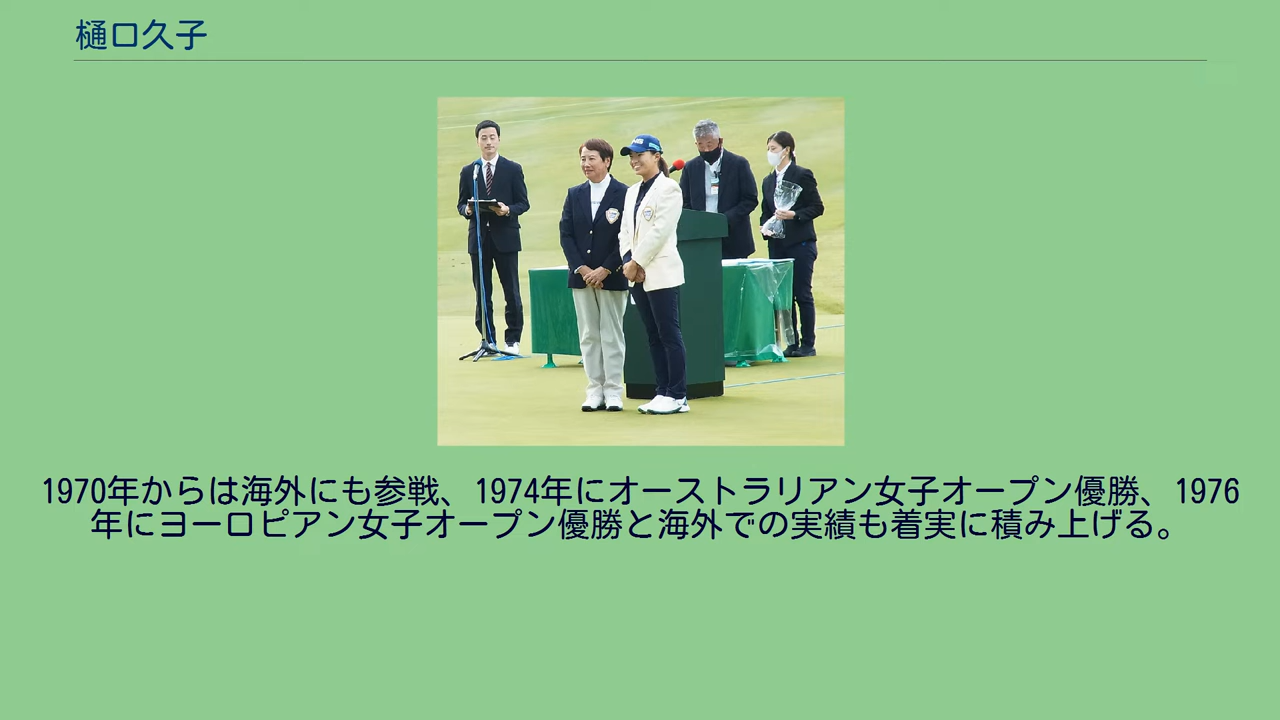 樋口久子
1970年からは海外にも参戦、1974年にオーストラリアン女子オープン優勝、1976
年にヨーロピアン女子オープン優勝と海外での実績も着実に積み上げる。